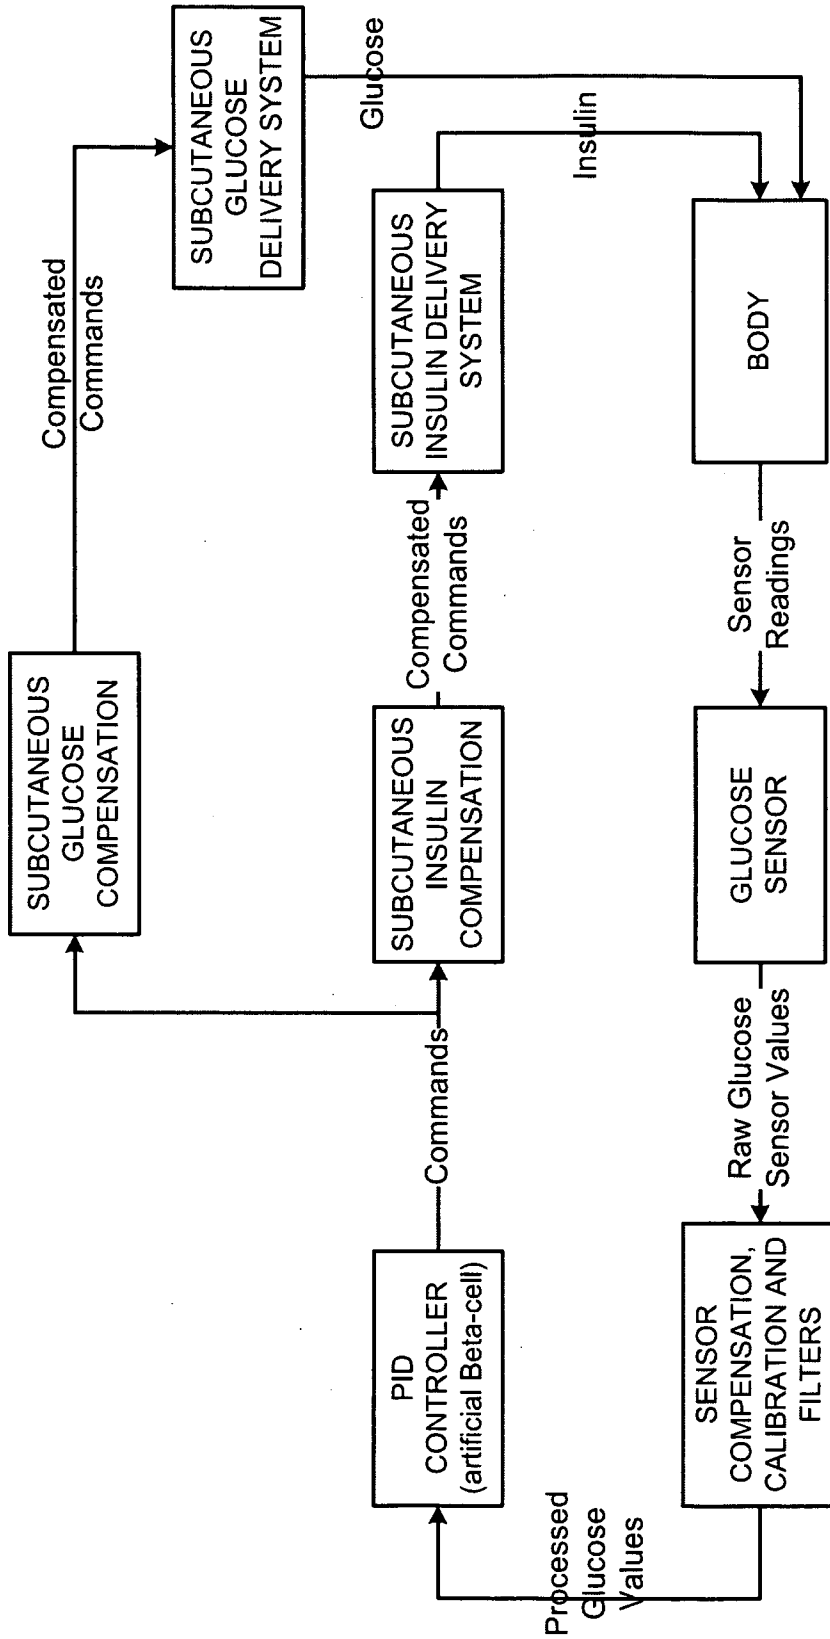 SUBCUTANEOUS
GLUCOSE
COMPENSATION
Compensated
Commands
SUBCUTANEOUS
GLUCOSE
DELIVERY SYSTEM
Glucose
PID
CONTROLLER
(artificial Beta-cell)
Commands
SUBCUTANEOUS
INSULIN
COMPENSATION
Compensated
Commands
SUBCUTANEOUS
INSULIN DELIVERY
SYSTEM
Insulin
Processed
Glucose
Values
SENSOR
COMPENSATION,
CALIBRATION AND
FILTERS
Raw Glucose
Sensor Values
GLUCOSE
SENSOR
Sensor
Readings
BODY